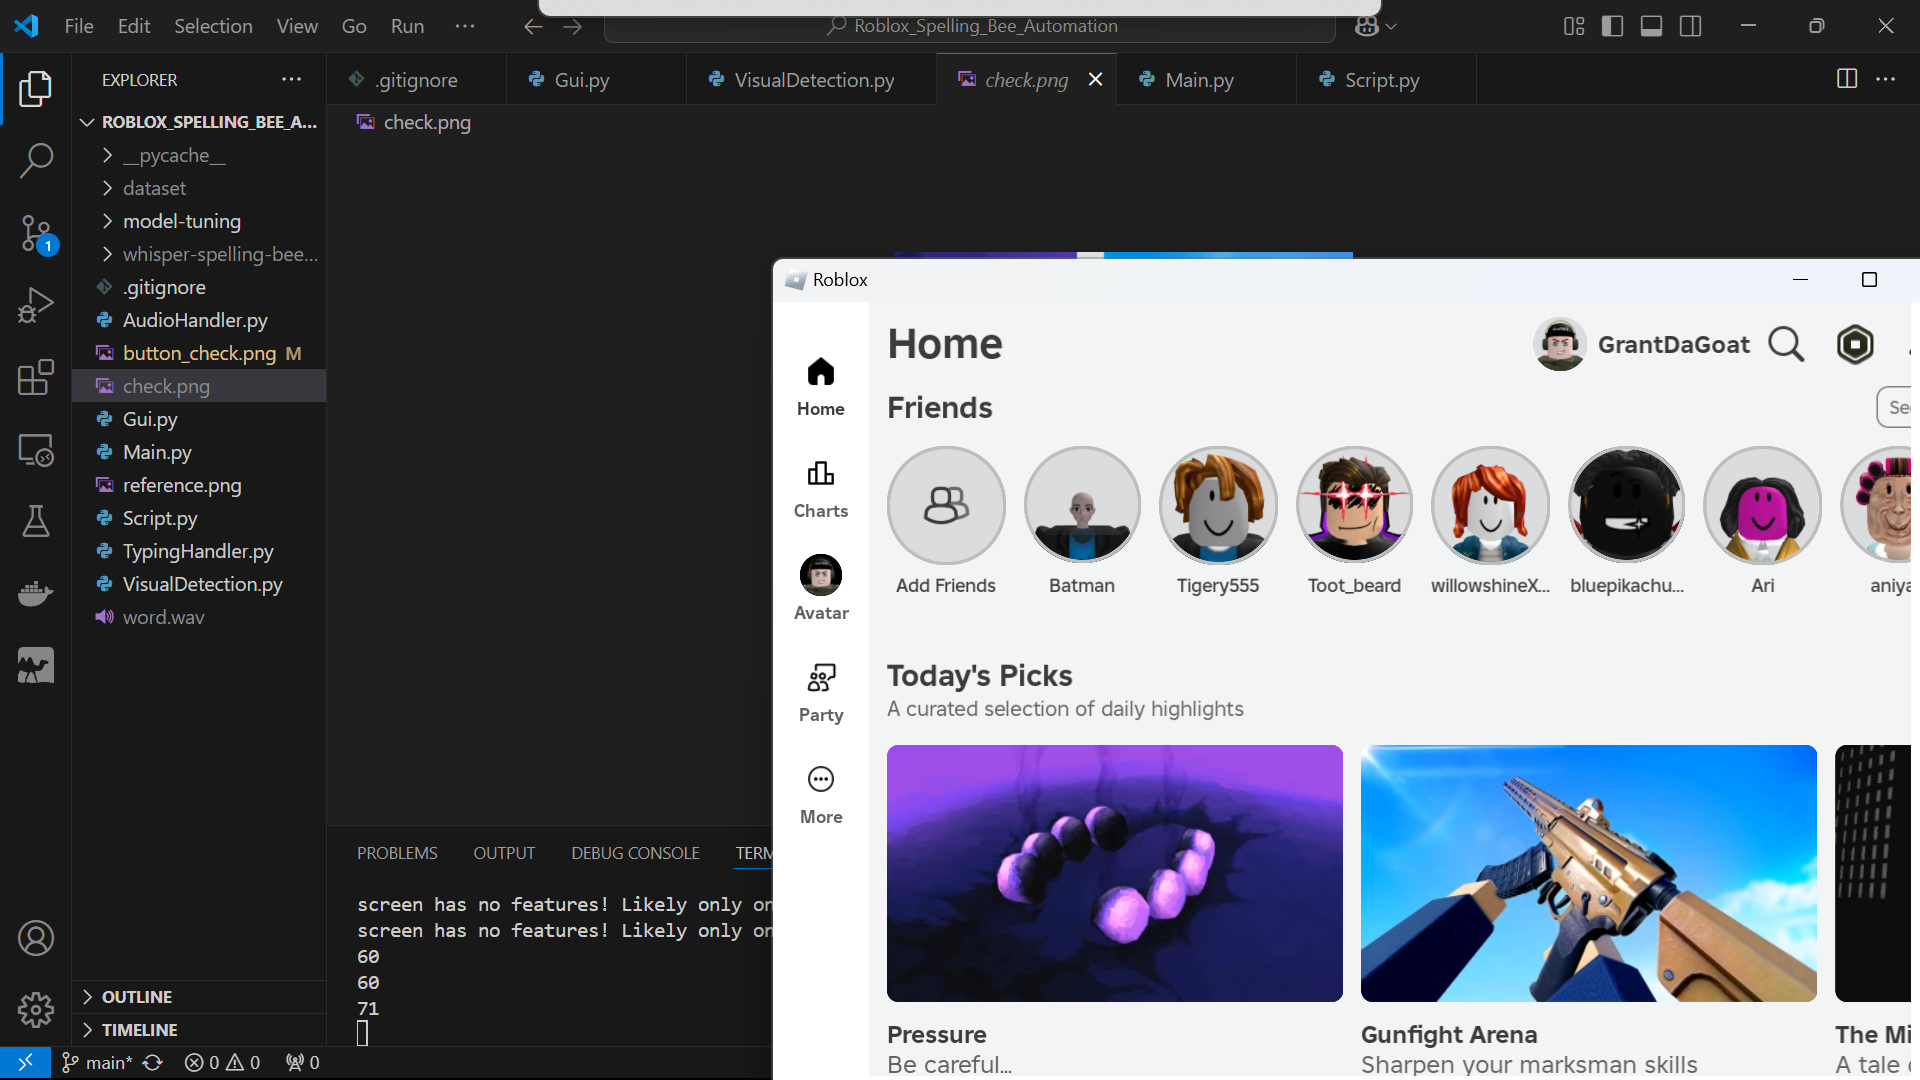 File Edit Selection View Go Run ···
Roblox_Spelling_Bee_Automation
EXPLORER ···
.gitignore Gui.py VisualDetection.py check.png Main.py Script.py
check.png
ROBLOX_SPELLING_BEE_A...
__pycache__
dataset
model-tuning
whisper-spelling-bee...
.gitignore
AudioHandler.py
button_check.png M
check.png
Gui.py
Main.py
reference.png
Script.py
TypingHandler.py
VisualDetection.py
word.wav
1
OUTLINE
TIMELINE
main* 0 0 0
PROBLEMS OUTPUT DEBUG CONSOLE TERM
screen has no features! Likely only on
screen has no features! Likely only on
60
60
71
Roblox
Home
Charts
Avatar
Party
More
Home
GrantDaGoat
Friends
Se
Add Friends Batman Tigery555 Toot_beard willowshineX... bluepikachu... Ari aniya
Today's Picks
A curated selection of daily highlights
Pressure
Be careful...
Gunfight Arena
Sharpen your marksman skills
The Mi
A tale